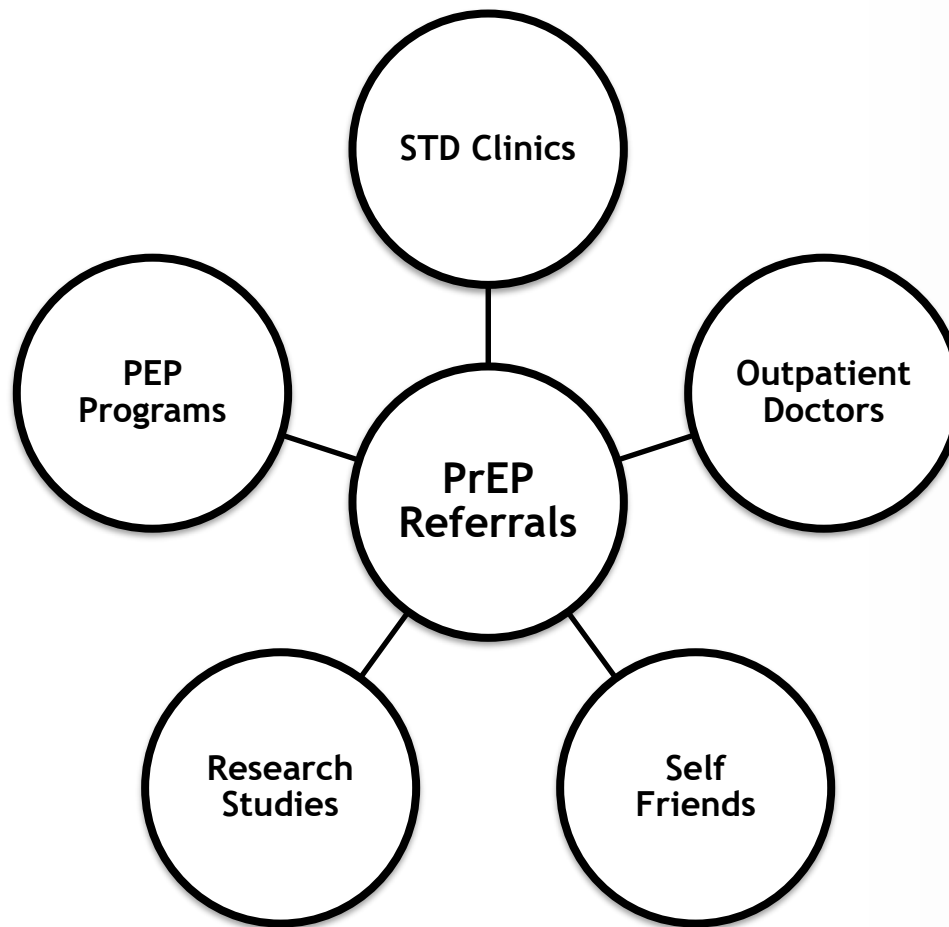 STD Clinics
PEP
Programs
Outpatient
Doctors
PrEP
Referrals
Research
Studies
Self
Friends